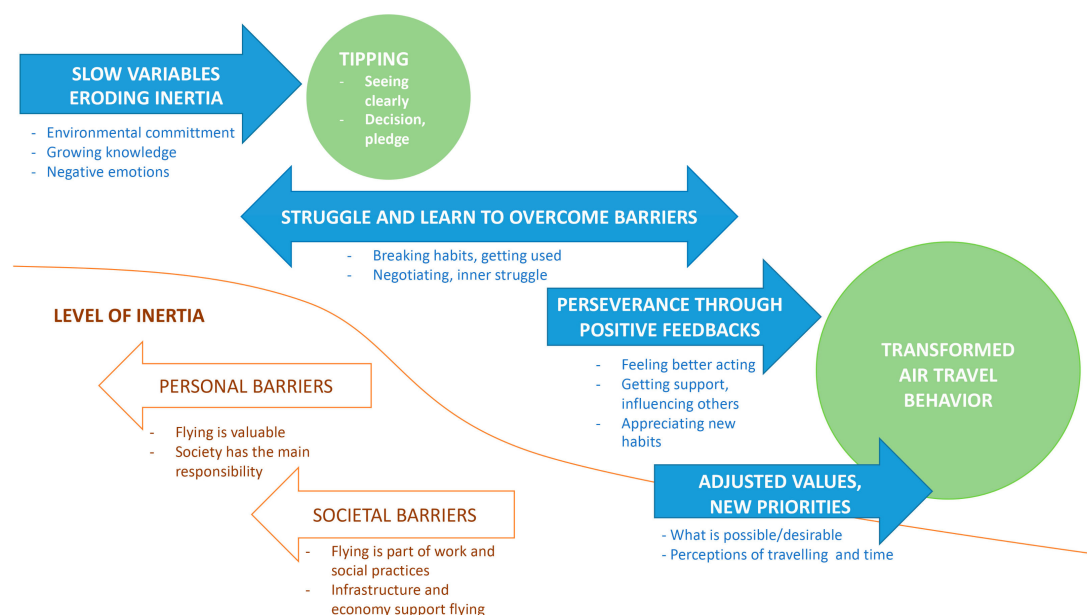 SLOW VARIABLES
ERODING INERTIA
- Environmental committment
- Growing knowledge
- Negative emotions
TIPPING
- Seeing
clearly
- Decision,
pledge
STRUGGLE AND LEARN TO OVERCOME BARRIERS
- Breaking habits, getting used
- Negotiating, inner struggle
LEVEL OF INERTIA
PERSONAL BARRIERS
- Flying is valuable
- Society has the main
responsibility
SOCIETAL BARRIERS
- Flying is part of work and
social practices
- Infrastructure and
economy support flying
PERSEVERANCE THROUGH
POSITIVE FEEDBACKS
- Feeling better acting
- Getting support,
influencing others
- Appreciating new
habits
ADJUSTED VALUES,
NEW PRIORITIES
- What is possible/desirable
- Perceptions of travelling and time
TRANSFORMED
AIR TRAVEL
BEHAVIOR